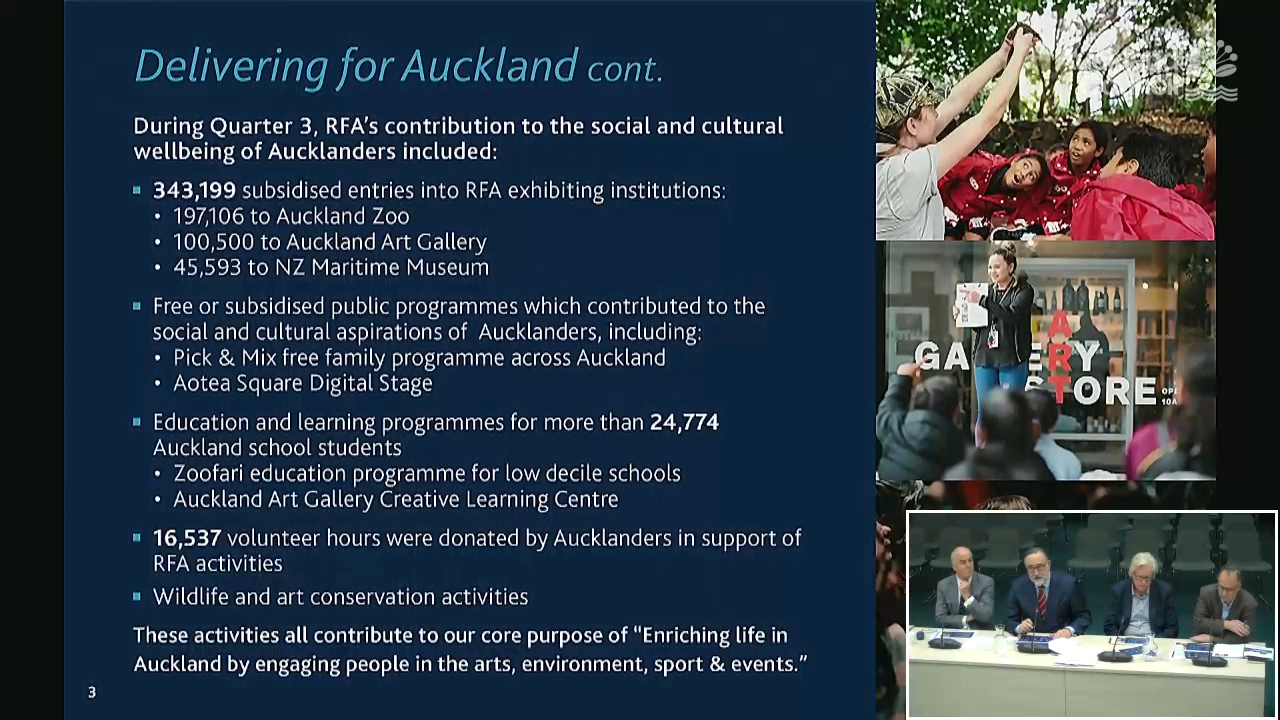 Delivering for Auckland cont.
During Quarter 3, RFA's contribution to the social and cultural
wellbeing of Aucklanders included:
▪ 343,199 subsidised entries into RFA exhibiting institutions:
• 197,106 to Auckland Zoo
• 100,500 to Auckland Art Gallery
• 45,593 to NZ Maritime Museum
▪ Free or subsidised public programmes which contributed to the
social and cultural aspirations of Aucklanders, including:
• Pick & Mix free family programme across Auckland
• Aotea Square Digital Stage
▪ Education and learning programmes for more than 24,774
Auckland school students
• Zoofari education programme for low decile schools
• Auckland Art Gallery Creative Learning Centre
▪ 16,537 volunteer hours were donated by Aucklanders in support of
RFA activities
▪ Wildlife and art conservation activities
These activities all contribute to our core purpose of “Enriching life in
Auckland by engaging people in the arts, environment, sport & events.”
3
ART
STORE